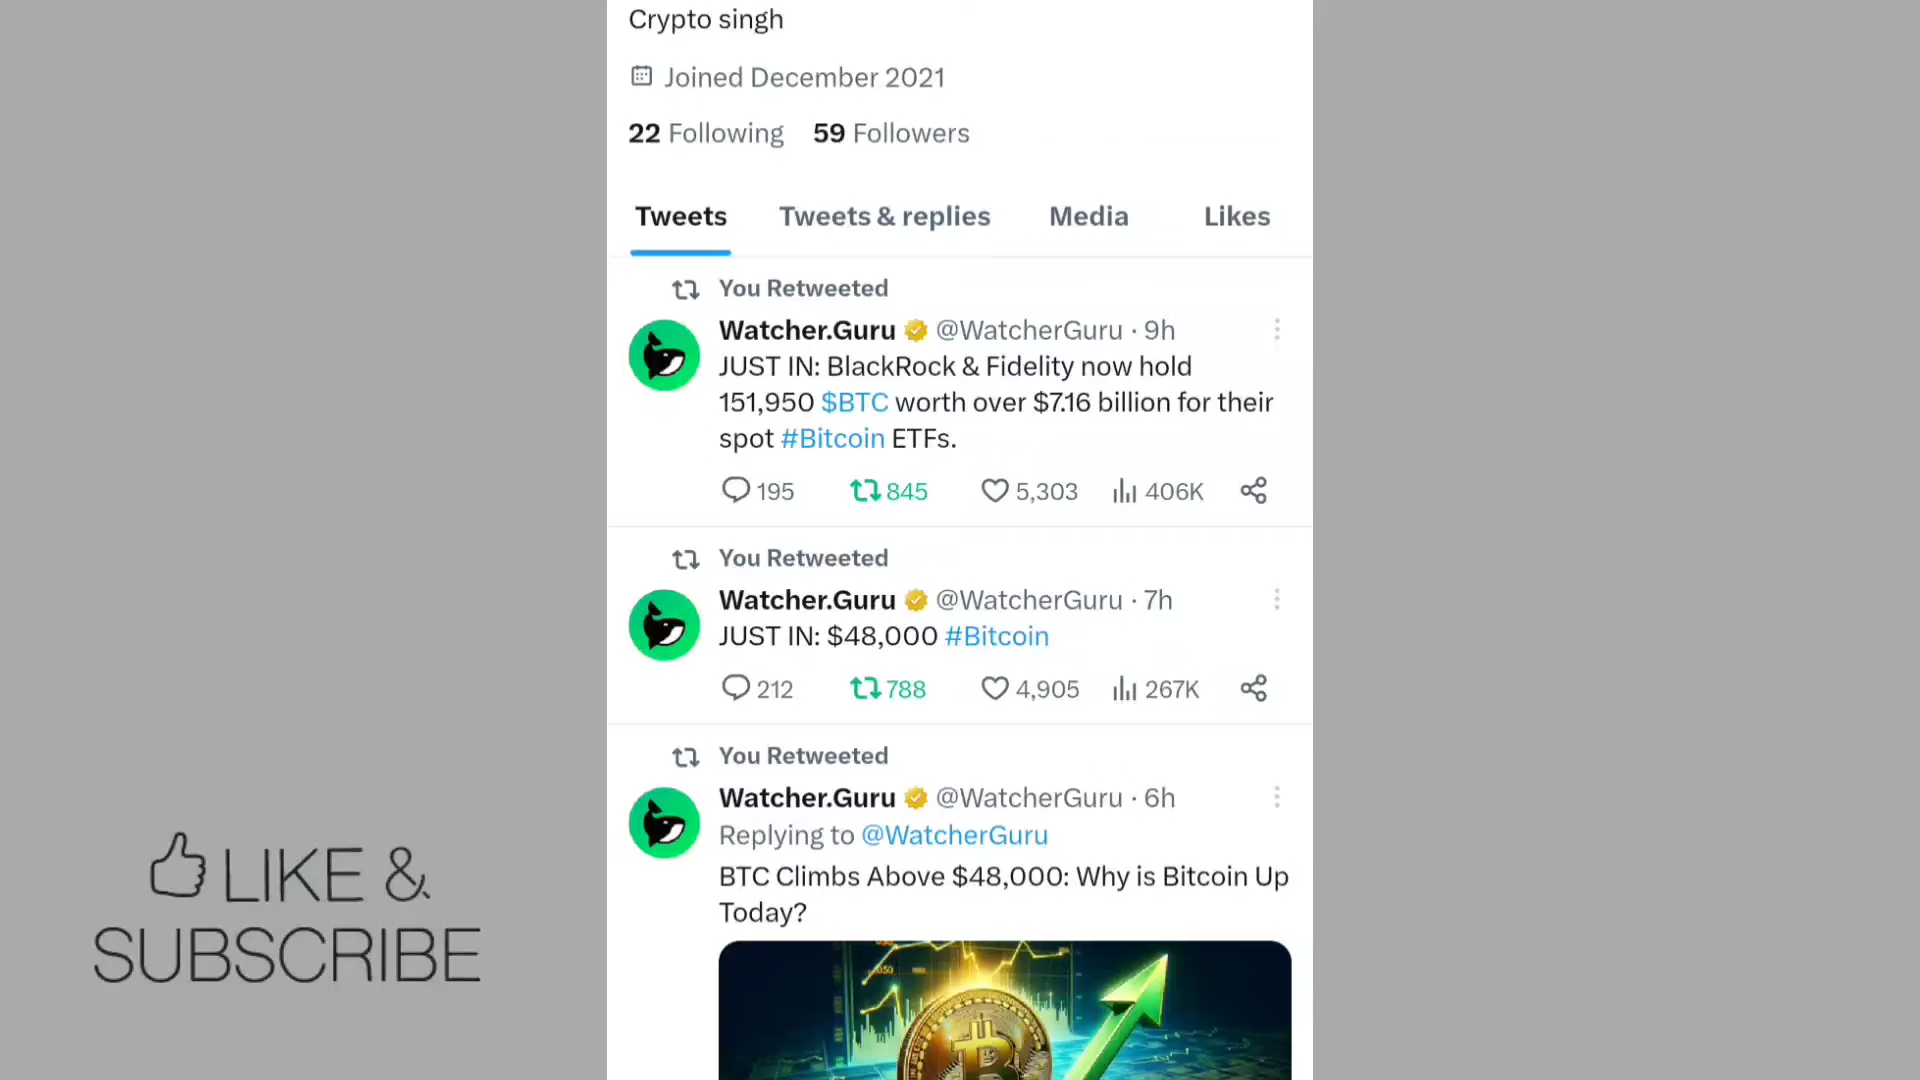 Crypto singh
Joined December 2021
22 Following 59 Followers
Tweets Tweets & replies Media Likes
You Retweeted
Watcher.Guru @WatcherGuru · 9h
JUST IN: BlackRock & Fidelity now hold
151,950 $BTC worth over $7.16 billion for their
spot #Bitcoin ETFs.
195 845 5,303 406K
You Retweeted
Watcher.Guru @WatcherGuru · 7h
JUST IN: $48,000 #Bitcoin
212 788 4,905 267K
You Retweeted
Watcher.Guru @WatcherGuru · 6h
Replying to @WatcherGuru
BTC Climbs Above $48,000: Why is Bitcoin Up
Today?
LIKE &
SUBSCRIBE